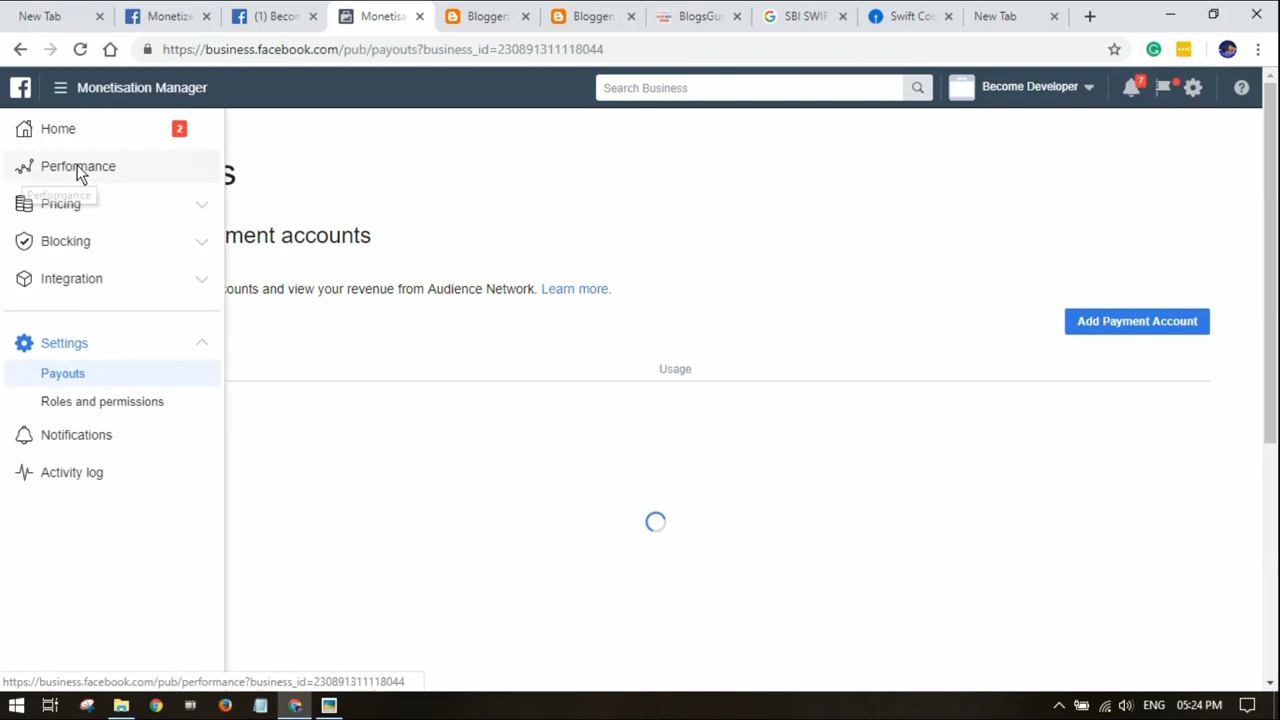 New Tab
Monetize
(1) Becon
Monetisa
Blogger:
Blogger:
BlogsGu
SBI SWIF
Swift Co
New Tab
https://business.facebook.com/pub/payouts?business_id=230891311118044
Monetisation Manager
Search Business
Become Developer
7
Home
2
Performance
Performance
Pricing
Blocking
Integration
Settings
Payouts
Roles and permissions
Notifications
Activity log
s
ment accounts
counts and view your revenue from Audience Network. Learn more.
Add Payment Account
Usage
https://business.facebook.com/pub/performance?business_id=230891311118044
ENG
05:24 PM